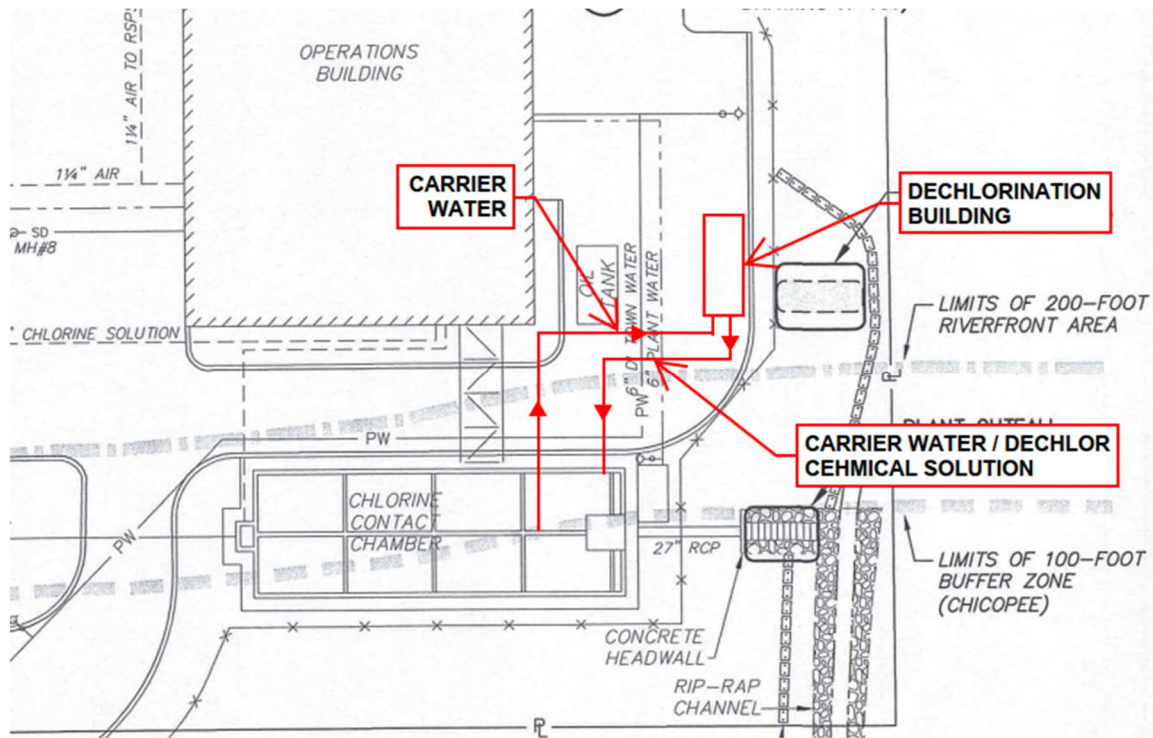 OPERATIONS
BUILDING
1¼" AIR TO RSP
1¼" AIR
CARRIER
WATER
DECHLORINATION
BUILDING
SD
MH#8
OIL
TANK
6" DI TOWN WATER
6" PLANT WATER
LIMITS OF 200-FOOT
RIVERFRONT AREA
CHLORINE SOLUTION
PL
PW
PW
PLANT OUTFALL
CARRIER WATER / DECHLOR
CEHMICAL SOLUTION
CHLORINE
CONTACT
CHAMBER
PW
27" RCP
LIMITS OF 100-FOOT
BUFFER ZONE
(CHICOPEE)
CONCRETE
HEADWALL
RIP-RAP
CHANNEL
PL